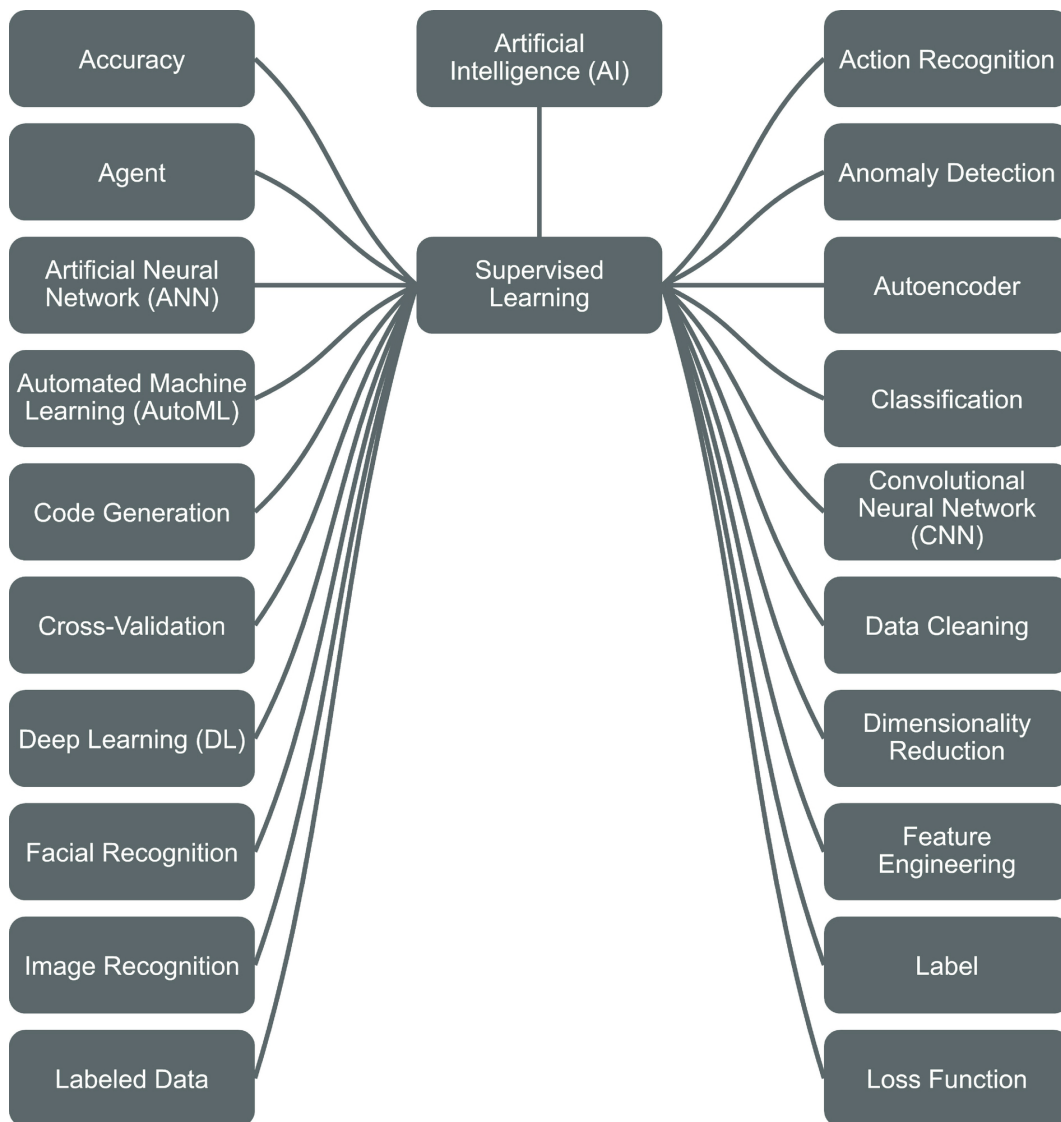 Accuracy
Agent
Artificial Neural
Network (ANN)
Automated Machine
Learning (AutoML)
Code Generation
Cross-Validation
Deep Learning (DL)
Facial Recognition
Image Recognition
Labeled Data
Artificial
Intelligence (AI)
Supervised
Learning
Action Recognition
Anomaly Detection
Autoencoder
Classification
Convolutional
Neural Network
(CNN)
Data Cleaning
Dimensionality
Reduction
Feature
Engineering
Label
Loss Function